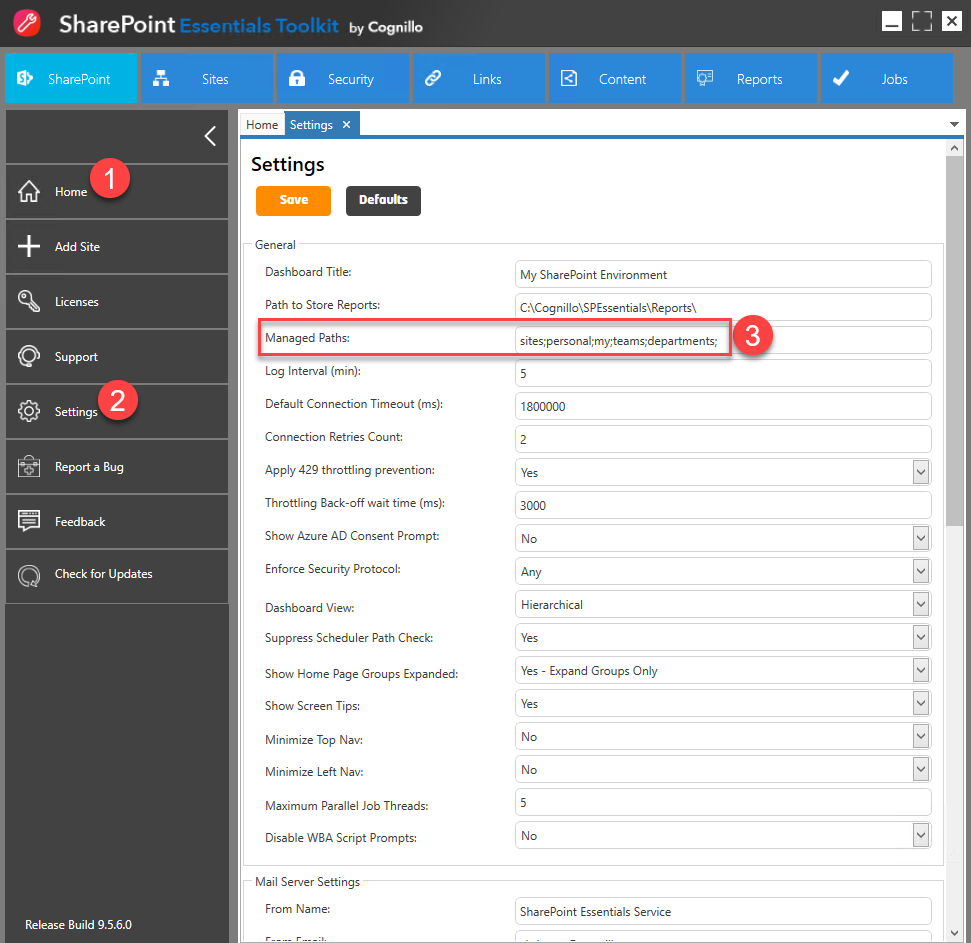 SharePoint Essentials Toolkit by Cognillo
SharePoint
Sites
Security
Links
Content
Reports
Jobs
Home 1
Add Site
Licenses
Support
Settings 2
Report a Bug
Feedback
Check for Updates
Release Build 9.5.6.0
Home Settings
Settings
Save Defaults
General
Dashboard Title: My SharePoint Environment
Path to Store Reports: C:\Cognillo\SPEssentials\Reports\
Managed Paths: sites;personal;my;teams;departments; 3
Log Interval (min): 5
Default Connection Timeout (ms): 1800000
Connection Retries Count: 2
Apply 429 throttling prevention: Yes
Throttling Back-off wait time (ms): 3000
Show Azure AD Consent Prompt: No
Enforce Security Protocol: Any
Dashboard View: Hierarchical
Suppress Scheduler Path Check: Yes
Show Home Page Groups Expanded: Yes - Expand Groups Only
Show Screen Tips: Yes
Minimize Top Nav: No
Minimize Left Nav: No
Maximum Parallel Job Threads: 5
Disable WBA Script Prompts: No
Mail Server Settings
From Name: SharePoint Essentials Service
From Email: